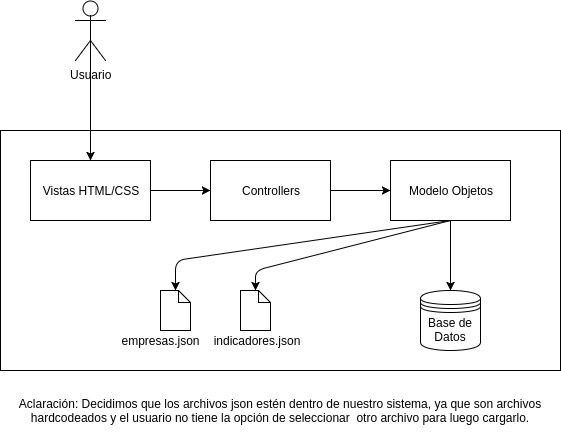 Usuario
Vistas HTML/CSS
Controllers
Modelo Objetos
empresas.json
indicadores.json
Base de
Datos
Aclaración: Decidimos que los archivos json estén dentro de nuestro sistema, ya que son archivos
hardcodeados y el usuario no tiene la opción de seleccionar otro archivo para luego cargarlo.